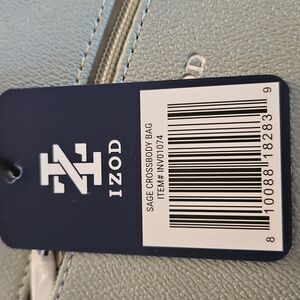 IZOD
SAGE CROSSBODY BAG
ITEM# INV01074
8 10088 18283 9